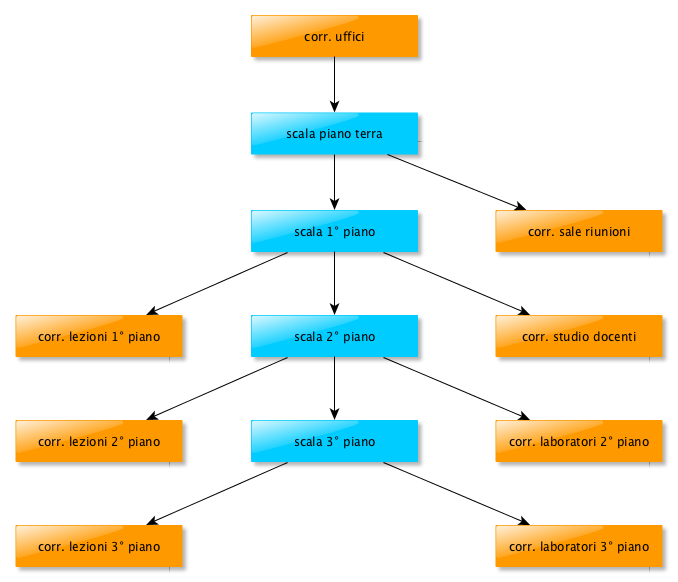 corr. uffici
scala piano terra
scala 1° piano
corr. sale riunioni
corr. lezioni 1° piano
scala 2° piano
corr. studio docenti
corr. lezioni 2° piano
scala 3° piano
corr. laboratori 2° piano
corr. lezioni 3° piano
corr. laboratori 3° piano